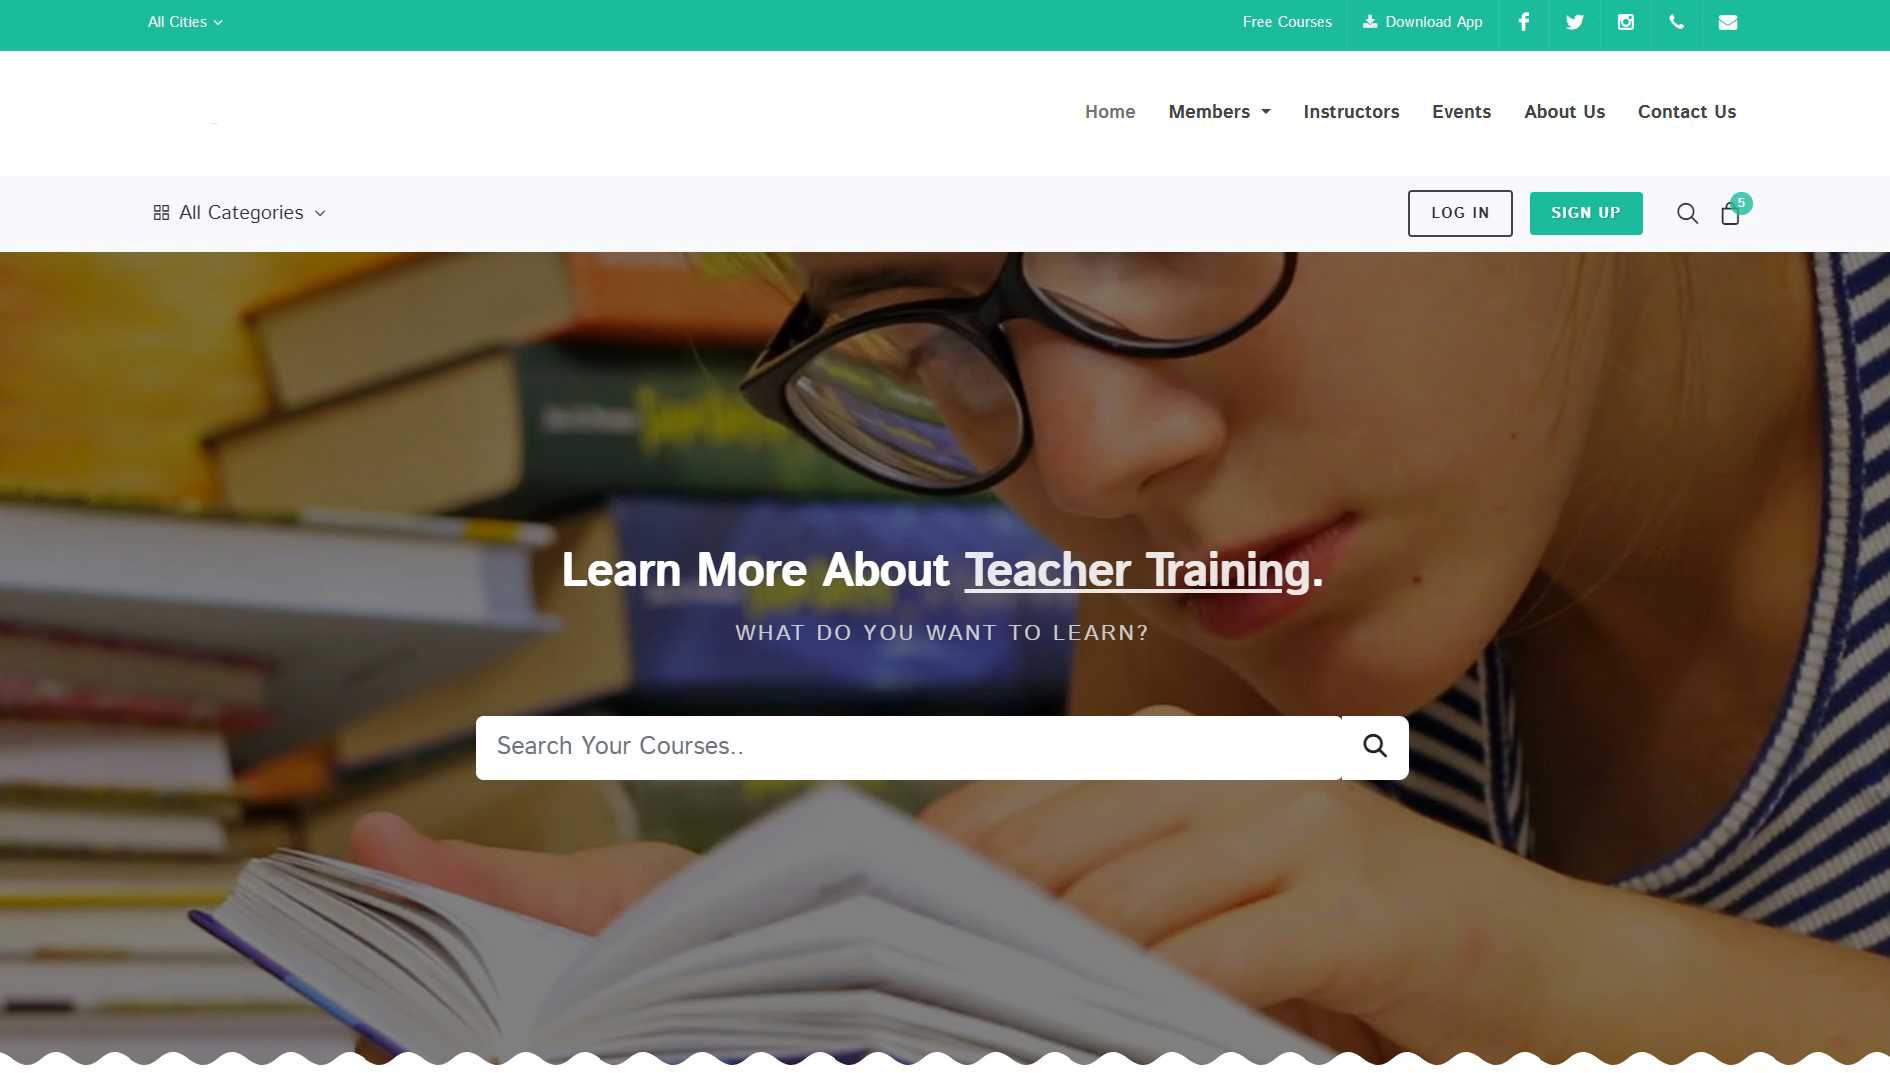 All Cities
Free Courses
Download App
Home
Members
Instructors
Events
About Us
Contact Us
All Categories
LOG IN
SIGN UP
5
Learn More About Teacher Training.
WHAT DO YOU WANT TO LEARN?
Search Your Courses..